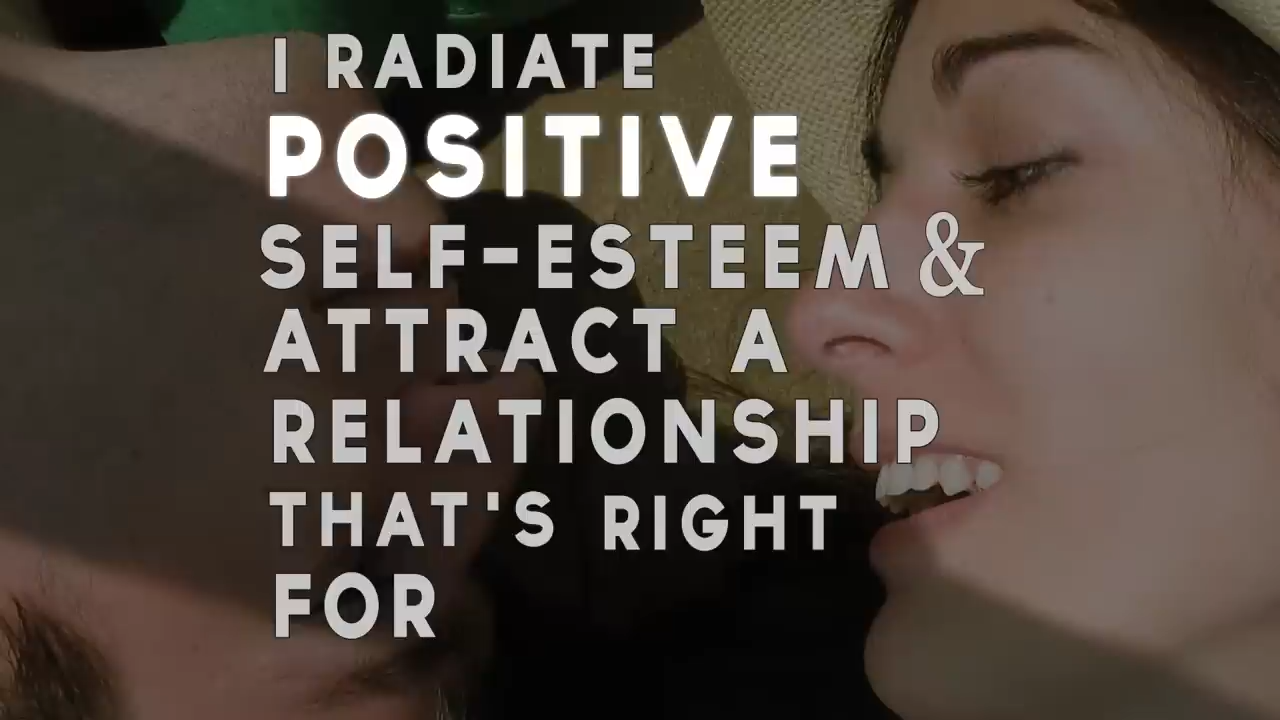 I RADIATE
POSITIVE
SELF-ESTEEM &
ATTRACT A
RELATIONSHIP
THAT'S RIGHT
FOR